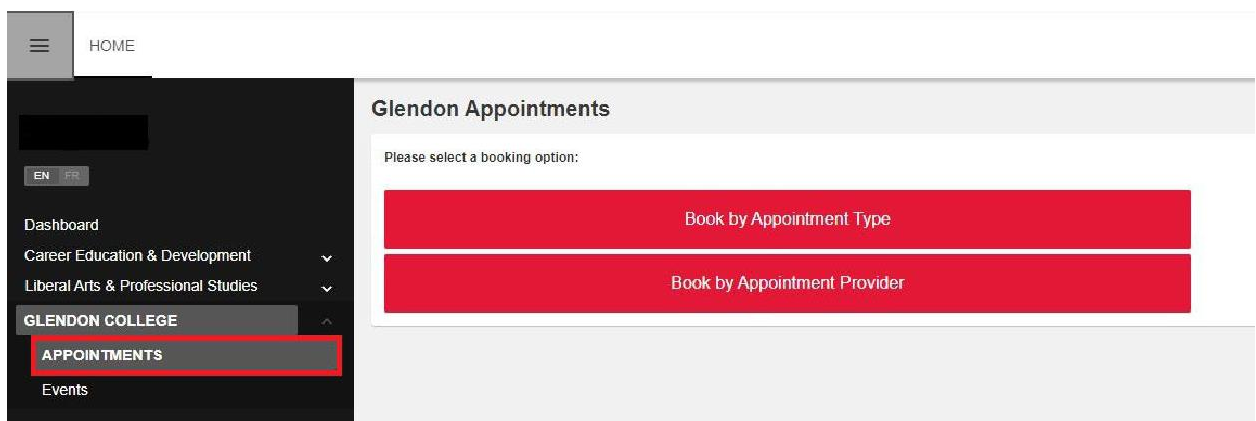 HOME
EN FR
Dashboard
Career Education & Development
Liberal Arts & Professional Studies
GLENDON COLLEGE
APPOINTMENTS
Events
Glendon Appointments
Please select a booking option:
Book by Appointment Type
Book by Appointment Provider